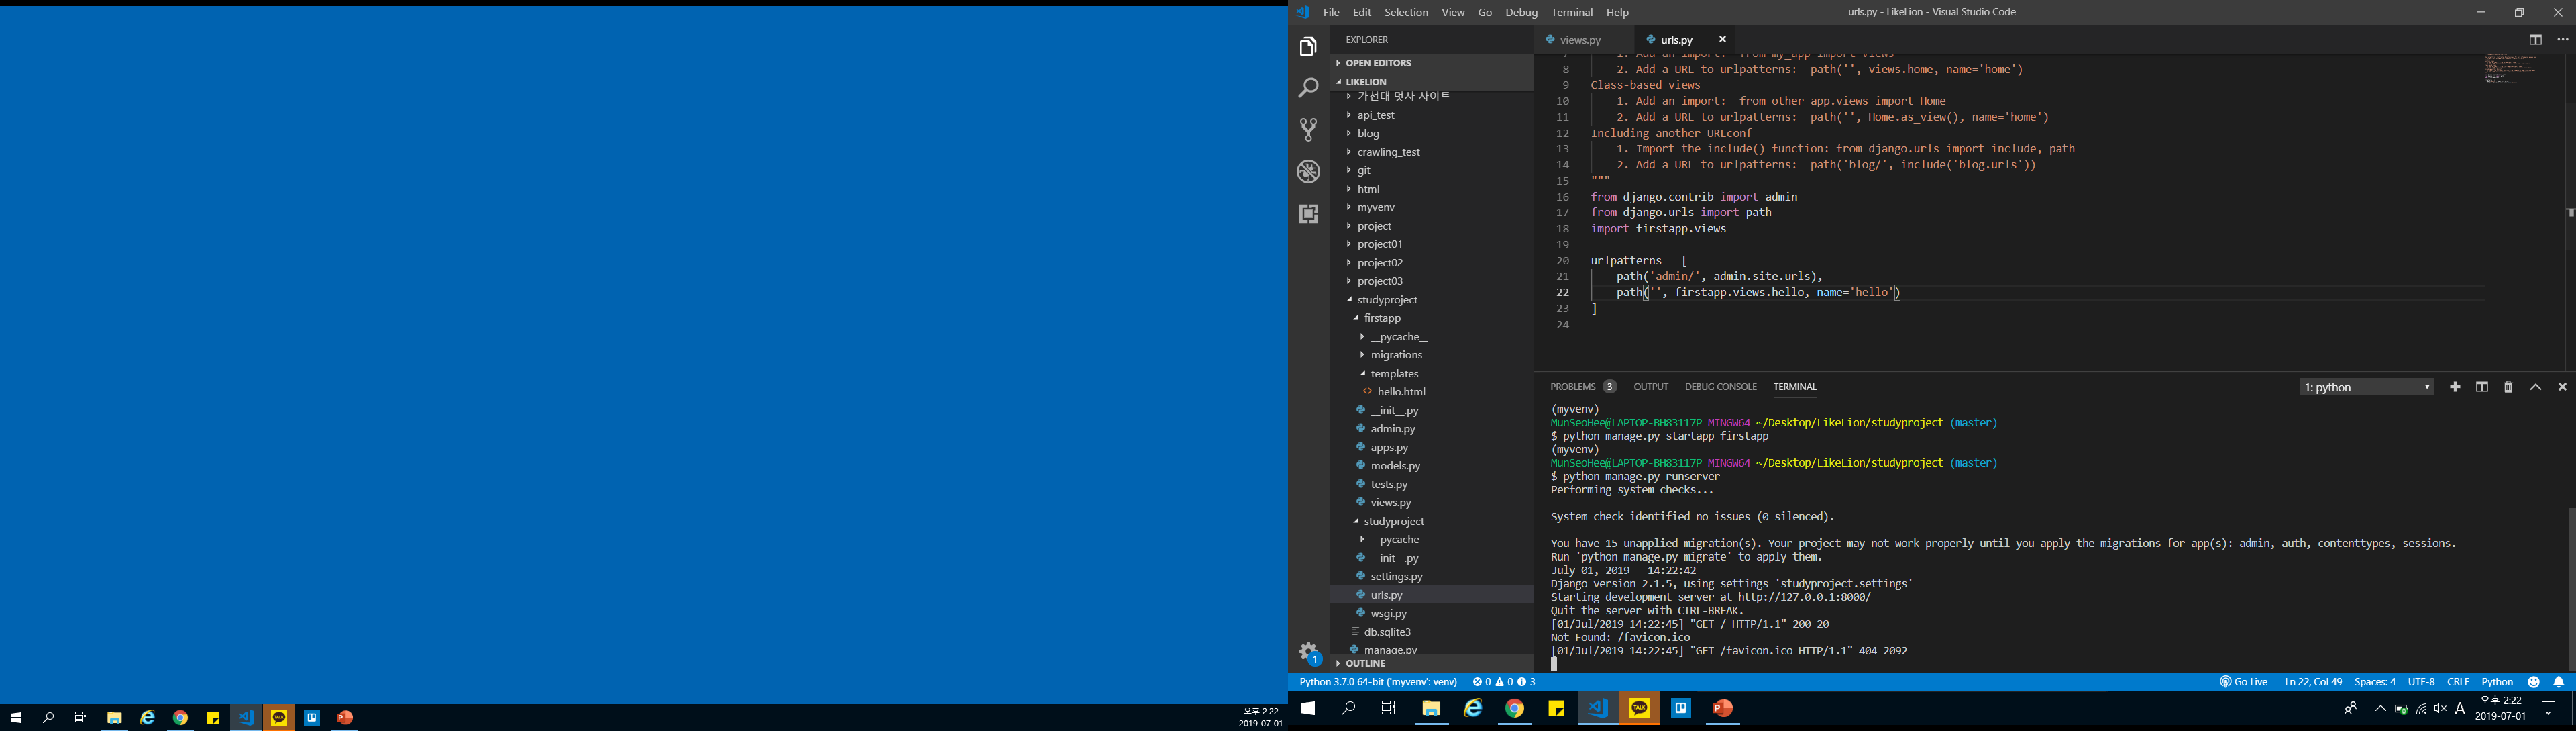 오후 2:22
2019-07-01
File Edit Selection View Go Debug Terminal Help
urls.py - LikeLion - Visual Studio Code
EXPLORER
OPEN EDITORS
LIKELION
가천대 멋사 사이트
api_test
blog
crawling_test
git
html
myvenv
project
project01
project02
project03
studyproject
firstapp
__pycache__
migrations
templates
hello.html
__init__.py
admin.py
apps.py
models.py
tests.py
views.py
studyproject
__pycache__
__init__.py
settings.py
urls.py
wsgi.py
db.sqlite3
manage.py
OUTLINE
1
views.py urls.py
7 1. Add an import:  from my_app import views
8 2. Add a URL to urlpatterns:  path('', views.home, name='home')
9 Class-based views
10 1. Add an import:  from other_app.views import Home
11 2. Add a URL to urlpatterns:  path('', Home.as_view(), name='home')
12 Including another URLconf
13 1. Import the include() function: from django.urls import include, path
14 2. Add a URL to urlpatterns:  path('blog/', include('blog.urls'))
15 """
16 from django.contrib import admin
17 from django.urls import path
18 import firstapp.views
19
20 urlpatterns = [
21 path('admin/', admin.site.urls),
22 path('', firstapp.views.hello, name='hello')
23 ]
24
PROBLEMS 3 OUTPUT DEBUG CONSOLE TERMINAL 1: python
(myvenv)
MunSeoHee@LAPTOP-BH83117P MINGW64 ~/Desktop/LikeLion/studyproject (master)
$ python manage.py startapp firstapp
(myvenv)
MunSeoHee@LAPTOP-BH83117P MINGW64 ~/Desktop/LikeLion/studyproject (master)
$ python manage.py runserver
Performing system checks...
System check identified no issues (0 silenced).
You have 15 unapplied migration(s). Your project may not work properly until you apply the migrations for app(s): admin, auth, contenttypes, sessions.
Run 'python manage.py migrate' to apply them.
July 01, 2019 - 14:22:42
Django version 2.1.5, using settings 'studyproject.settings'
Starting development server at http://127.0.0.1:8000/
Quit the server with CTRL-BREAK.
[01/Jul/2019 14:22:45] "GET / HTTP/1.1" 200 20
Not Found: /favicon.ico
[01/Jul/2019 14:22:45] "GET /favicon.ico HTTP/1.1" 404 2092
Python 3.7.0 64-bit ('myvenv': venv) 0 0 3 Go Live Ln 22, Col 49 Spaces: 4 UTF-8 CRLF Python
A
오후 2:22
2019-07-01